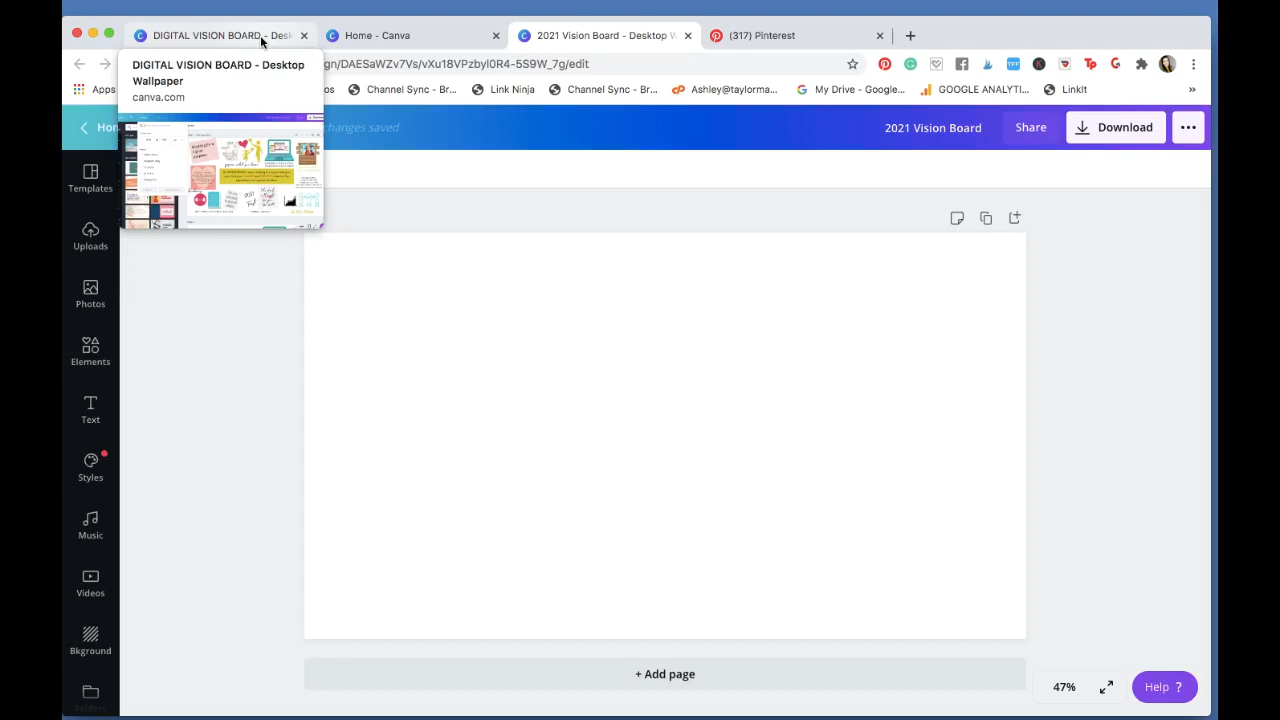 DIGITAL VISION BOARD - Desk
Home - Canva
2021 Vision Board - Desktop W
(317) Pinterest
DIGITAL VISION BOARD - Desktop
Wallpaper
canva.com
gn/DAESaWZv7Vs/vXu18VPzbyl0R4-5S9W_7g/edit
Apps
os
Channel Sync - Br...
Link Ninja
Channel Sync - Br...
Ashley@taylorma...
My Drive - Google...
GOOGLE ANALYTI...
LinkIt
»
Hom
changes saved
2021 Vision Board
Share
Download
Templates
Uploads
Photos
Elements
Text
Styles
Music
Videos
Bkground
Folders
+ Add page
47%
Help ?